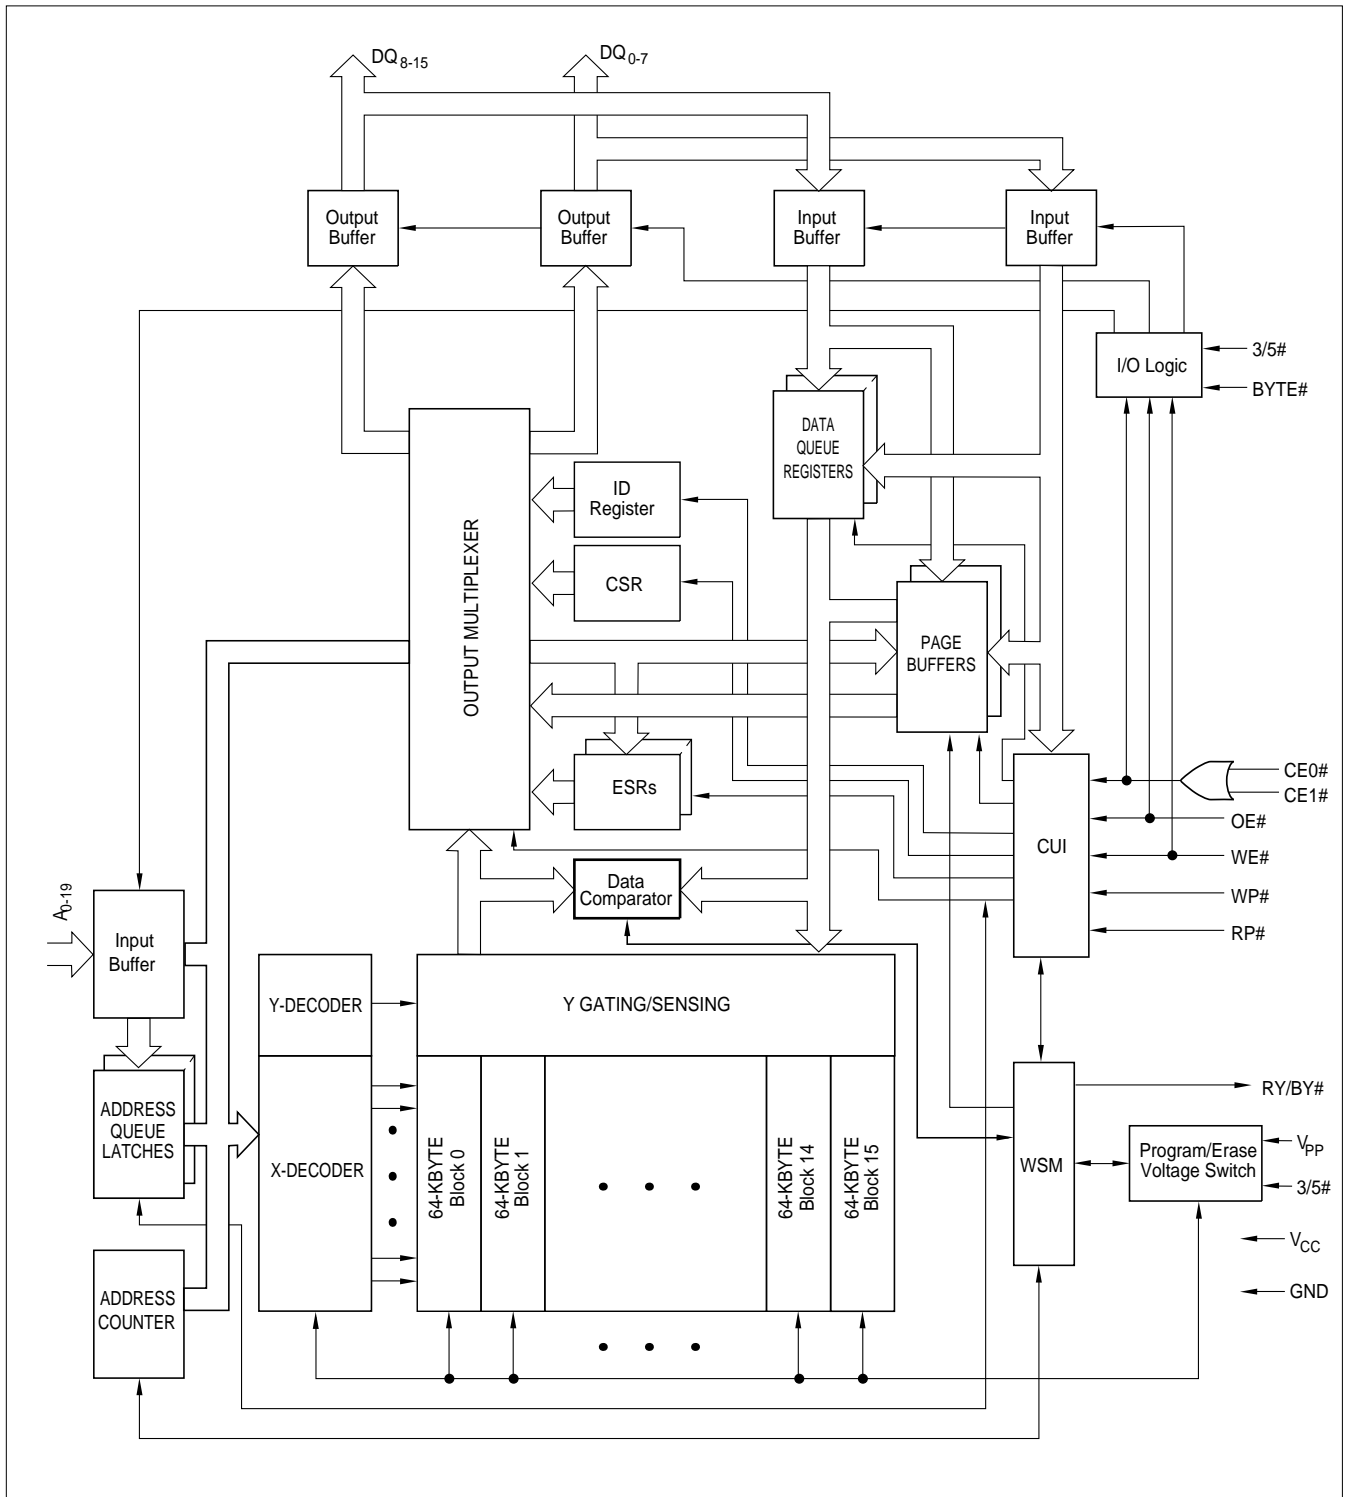 DQ8-15
DQ0-7
Output
Buffer
Output
Buffer
Input
Buffer
Input
Buffer
I/O Logic
3/5#
BYTE#
DATA
QUEUE
REGISTERS
ID
Register
CSR
OUTPUT MULTIPLEXER
PAGE
BUFFERS
ESRs
CUI
CE0#
CE1#
OE#
WE#
WP#
RP#
Data
Comparator
A0-19
Input
Buffer
Y-DECODER
Y GATING/SENSING
ADDRESS
QUEUE
LATCHES
X-DECODER
64-KBYTE
Block 0
64-KBYTE
Block 1
64-KBYTE
Block 14
64-KBYTE
Block 15
WSM
RY/BY#
Program/Erase
Voltage Switch
VPP
3/5#
VCC
GND
ADDRESS
COUNTER